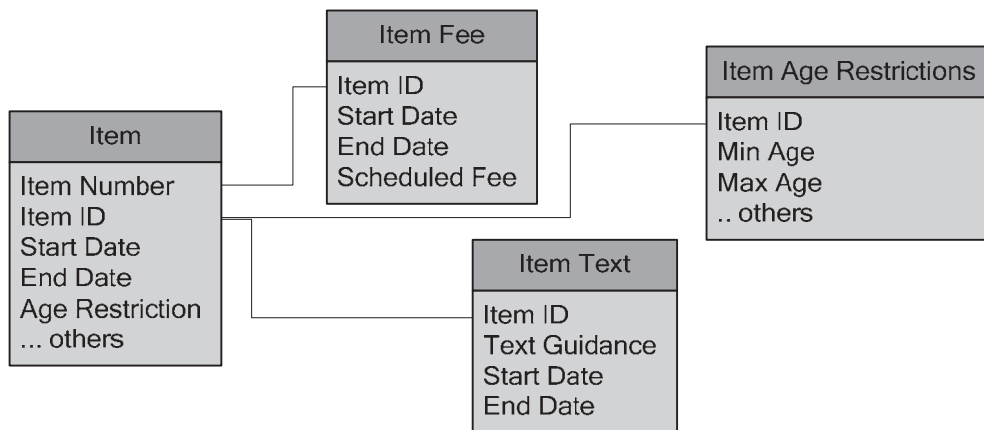 Item
Item Number
Item ID
Start Date
End Date
Age Restriction
... others
Item Fee
Item ID
Start Date
End Date
Scheduled Fee
Item Age Restrictions
Item ID
Min Age
Max Age
.. others
Item Text
Item ID
Text Guidance
Start Date
End Date